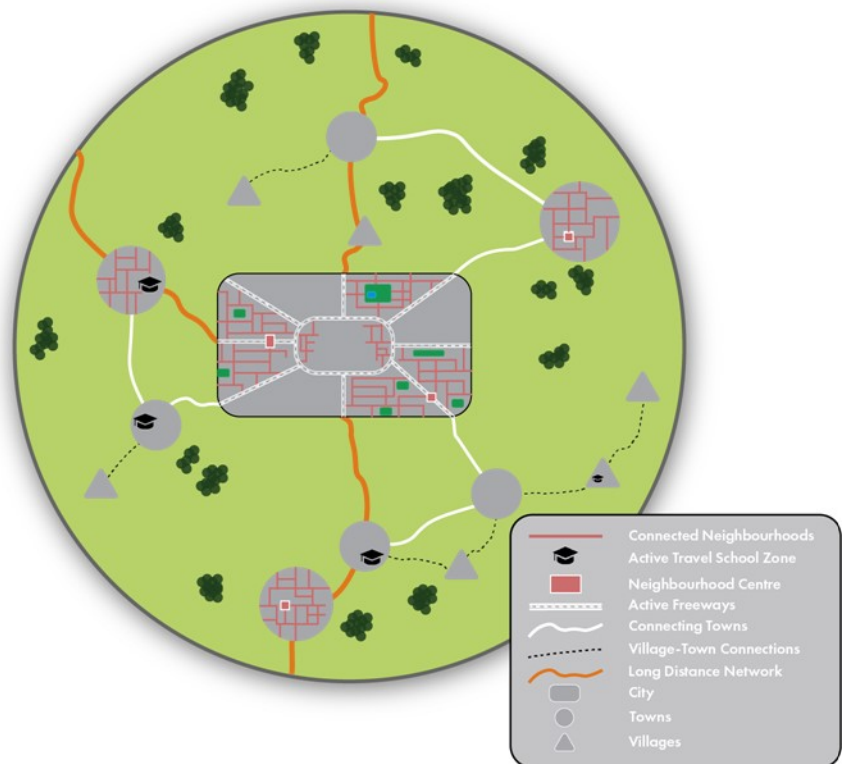 Connected Neighbourhoods
Active Travel School Zone
Neighbourhood Centre
Active Freeways
Connecting Towns
Village-Town Connections
Long Distance Network
City
Towns
Villages